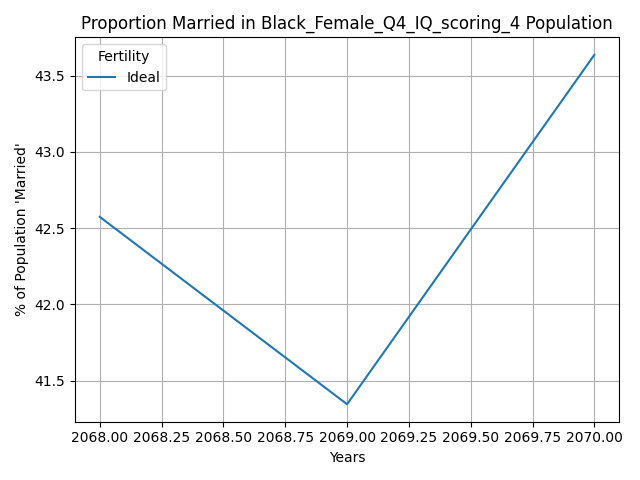 Proportion Married in Black_Female_Q4_IQ_scoring_4 Population
Fertility
Ideal
% of Population 'Married'
43.5
43.0
42.5
42.0
41.5
2068.00 2068.25 2068.50 2068.75 2069.00 2069.25 2069.50 2069.75 2070.00
Years